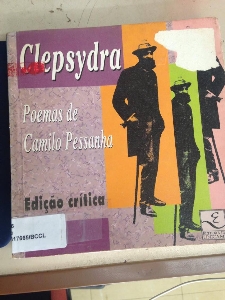 Clepsydra
Poemas de
Camilo Pessanha
Edição crítica